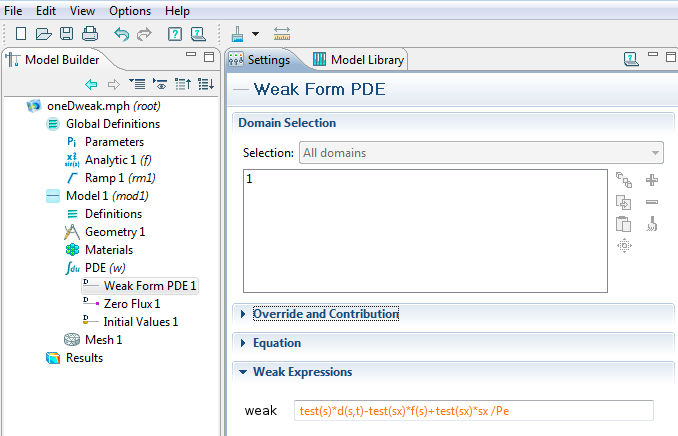 File Edit View Options Help
Model Builder
oneDweak.mph (root)
Global Definitions
Pi Parameters
Analytic 1 (f)
Ramp 1 (rm1)
Model 1 (mod1)
Definitions
Geometry 1
Materials
∫du PDE (w)
D Weak Form PDE 1
D Zero Flux 1
D Initial Values 1
Mesh 1
Results
Settings Model Library
Weak Form PDE
Domain Selection
Selection: All domains
1
Override and Contribution
Equation
Weak Expressions
weak test(s)*d(s,t)-test(sx)*f(s)+test(sx)*sx /Pe